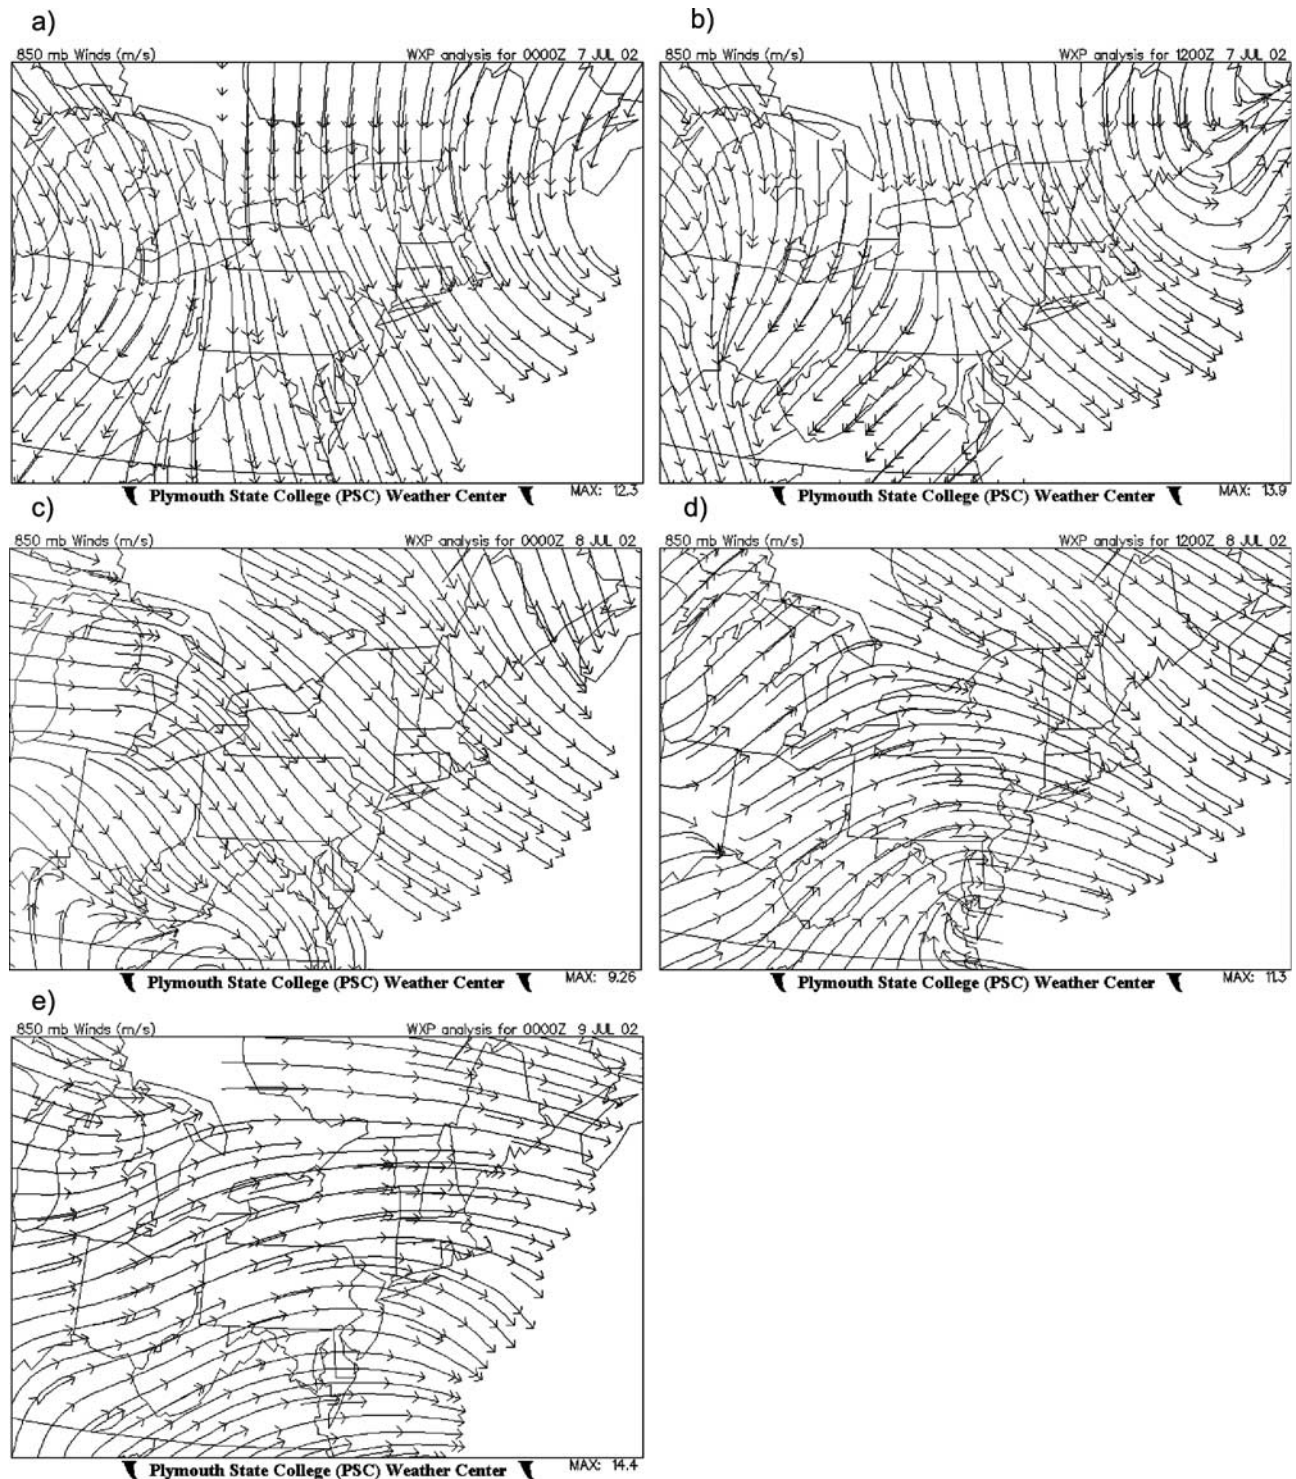 a)
850 mb Winds (m/s) WXP analysis for 0000Z 7 JUL 02
Plymouth State College (PSC) Weather Center MAX: 12.3
b)
850 mb Winds (m/s) WXP analysis for 1200Z 7 JUL 02
Plymouth State College (PSC) Weather Center MAX: 13.9
c)
850 mb Winds (m/s) WXP analysis for 0000Z 8 JUL 02
Plymouth State College (PSC) Weather Center MAX: 9.26
d)
850 mb Winds (m/s) WXP analysis for 1200Z 8 JUL 02
Plymouth State College (PSC) Weather Center MAX: 11.3
e)
850 mb Winds (m/s) WXP analysis for 0000Z 9 JUL 02
Plymouth State College (PSC) Weather Center MAX: 14.4